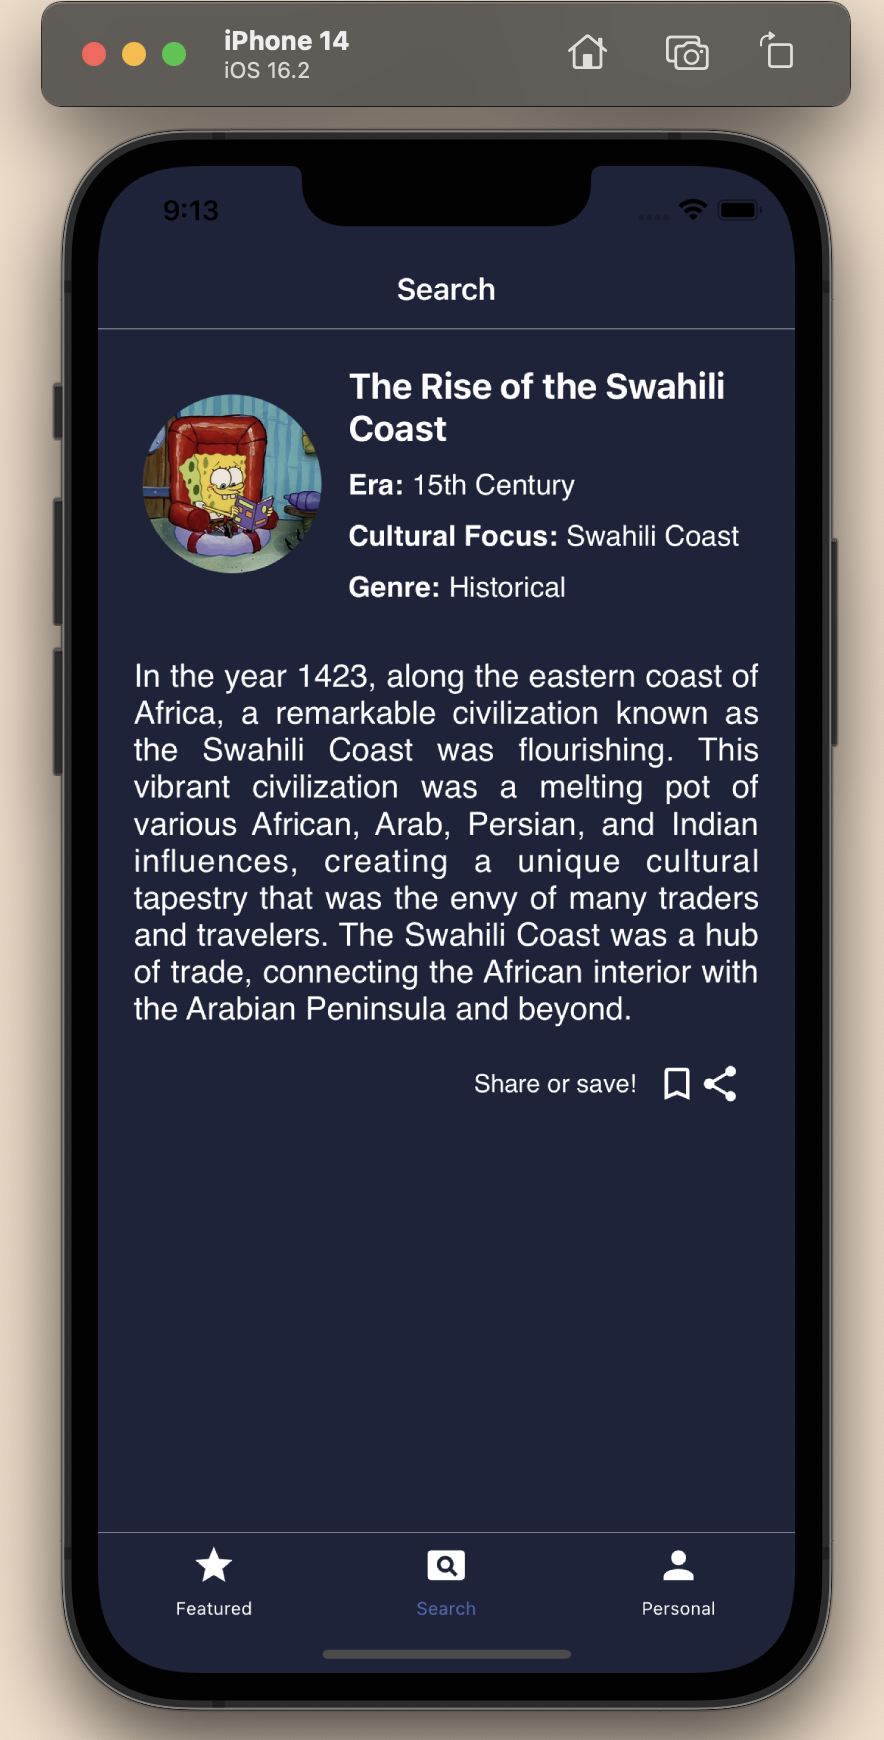 iPhone 14
iOS 16.2
9:13
Search
The Rise of the Swahili
Coast
Era: 15th Century
Cultural Focus: Swahili Coast
Genre: Historical
In the year 1423, along the eastern coast of
Africa, a remarkable civilization known as
the Swahili Coast was flourishing. This
vibrant civilization was a melting pot of
various African, Arab, Persian, and Indian
influences, creating a unique cultural
tapestry that was the envy of many traders
and travelers. The Swahili Coast was a hub
of trade, connecting the African interior with
the Arabian Peninsula and beyond.
Share or save!
Featured
Search
Personal